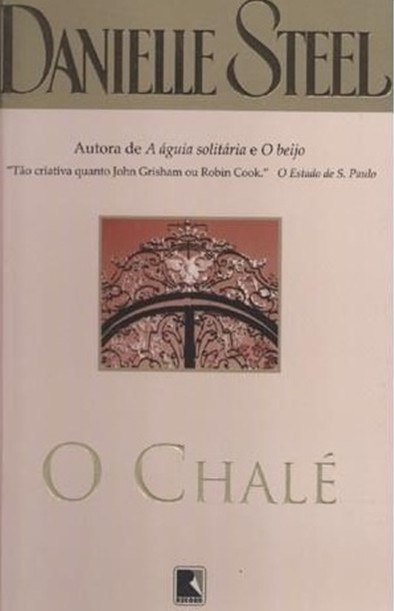 DANIELLE STEEL
Autora de A águia solitária e O beijo
"Tão criativa quanto John Grisham ou Robin Cook." O Estado de S. Paulo
O CHALÉ
R
RECORD